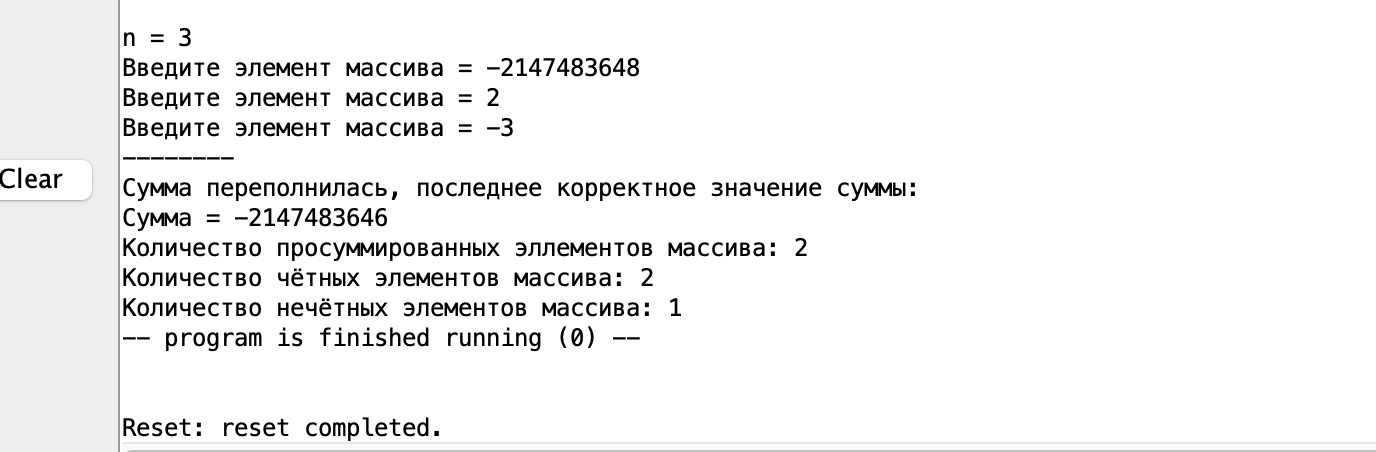 n = 3
Введите элемент массива = -2147483648
Введите элемент массива = 2
Введите элемент массива = -3
--------
Clear
Сумма переполнилась, последнее корректное значение суммы:
Сумма = -2147483646
Количество просуммированных эллементов массива: 2
Количество чётных элементов массива: 2
Количество нечётных элементов массива: 1
-- program is finished running (0) --
Reset: reset completed.